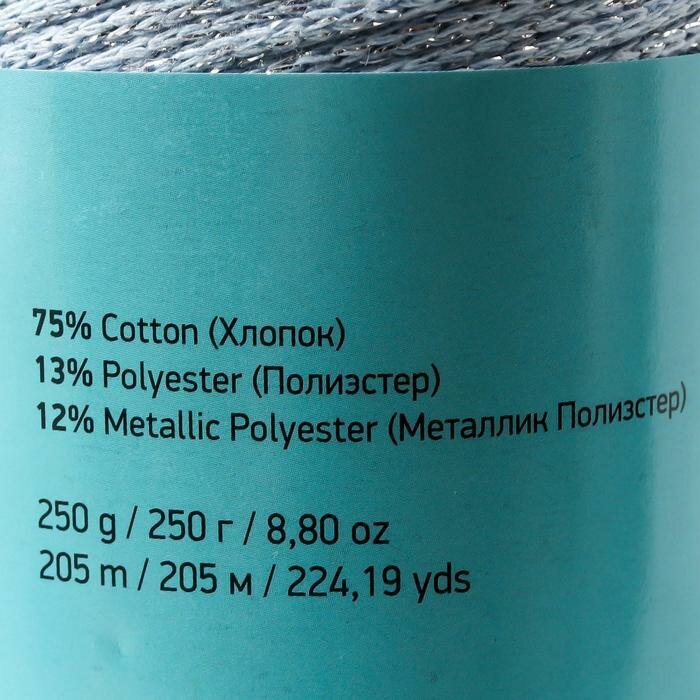 75% Cotton (Хлопок)
13% Polyester (Полиэстер)
12% Metallic Polyester (Металлик Полиэстер)
250 g / 250 г / 8,80 oz
205 m / 205 м / 224,19 yds